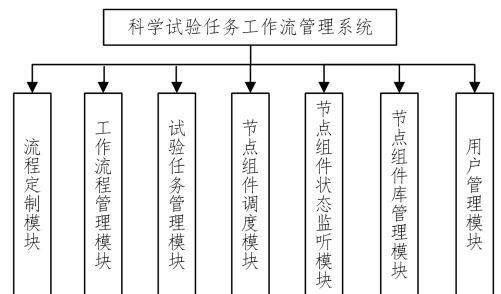 科学试验任务工作流管理系统
流程定制模块
工作流程管理模块
试验任务管理模块
节点组件调度模块
节点组件状态监听模块
节点组件库管理模块
用户管理模块